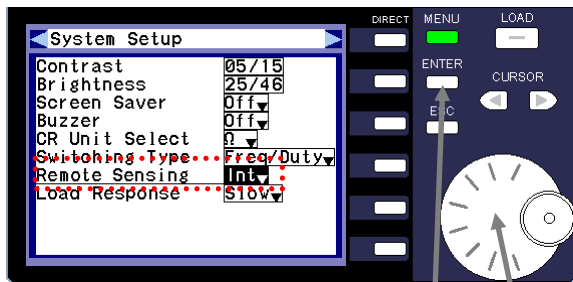 DIRECT MENU LOAD
System Setup
Contrast 05/15
Brightness 25/46
Screen Saver Off
Buzzer Off
CR Unit Select Ω
Switching Type Freq/Duty
Remote Sensing Int
Load Response Slow
ENTER
CURSOR
ESC